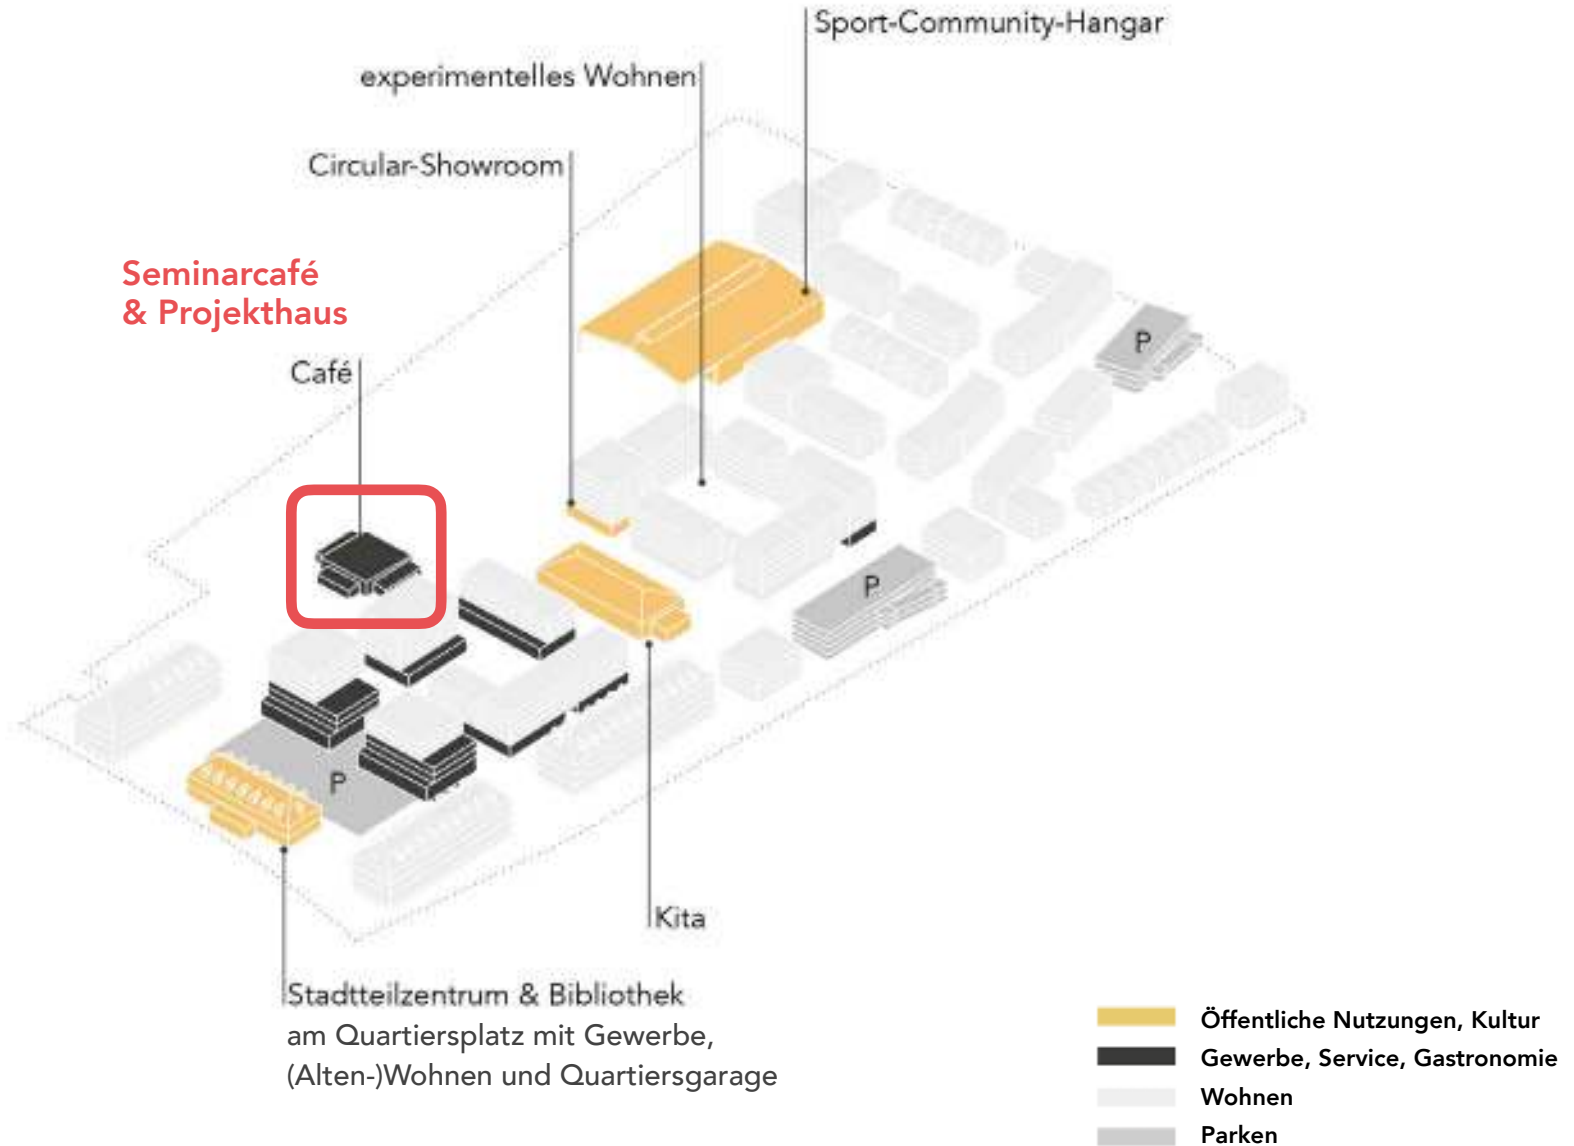 Sport-Community-Hangar
experimentelles Wohnen
Circular-Showroom
Seminarcafé
& Projekthaus
Café
P
P
P
Kita
Stadtteilzentrum & Bibliothek
am Quartiersplatz mit Gewerbe,
(Alten-)Wohnen und Quartiersgarage
Öffentliche Nutzungen, Kultur
Gewerbe, Service, Gastronomie
Wohnen
Parken